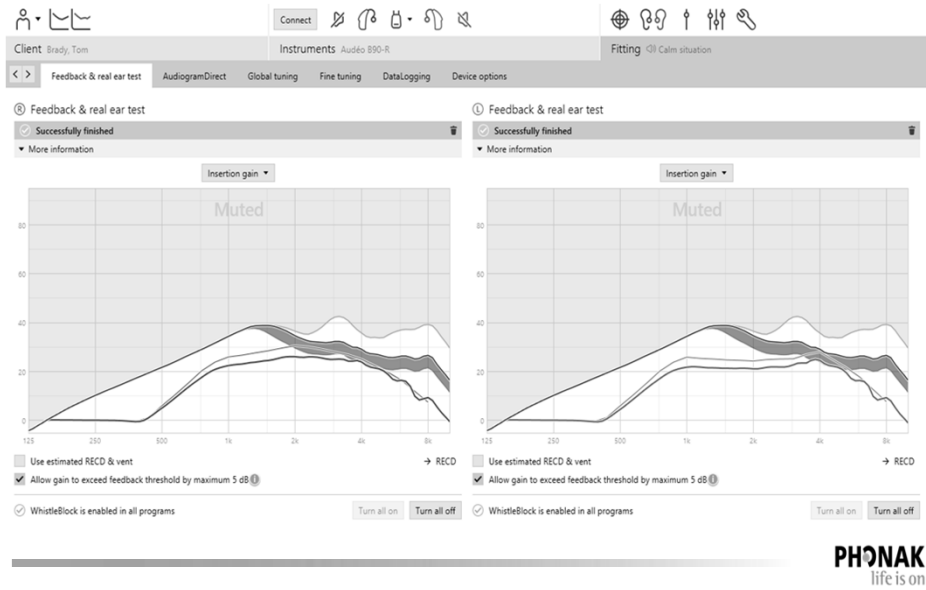 Connect
Client Brady, Tom
Instruments Audéo B90-R
Fitting Calm situation
Feedback & real ear test AudiogramDirect Global tuning Fine tuning DataLogging Device options
R Feedback & real ear test
Successfully finished
More information
Insertion gain
Muted
80
60
40
20
0
125 250 500 1k 2k 4k 8k
Use estimated RECD & vent → RECD
Allow gain to exceed feedback threshold by maximum 5 dB
WhistleBlock is enabled in all programs Turn all on Turn all off
L Feedback & real ear test
Successfully finished
More information
Insertion gain
Muted
80
60
40
20
0
125 250 500 1k 2k 4k 8k
Use estimated RECD & vent → RECD
Allow gain to exceed feedback threshold by maximum 5 dB
WhistleBlock is enabled in all programs Turn all on Turn all off
PHONAK
life is on